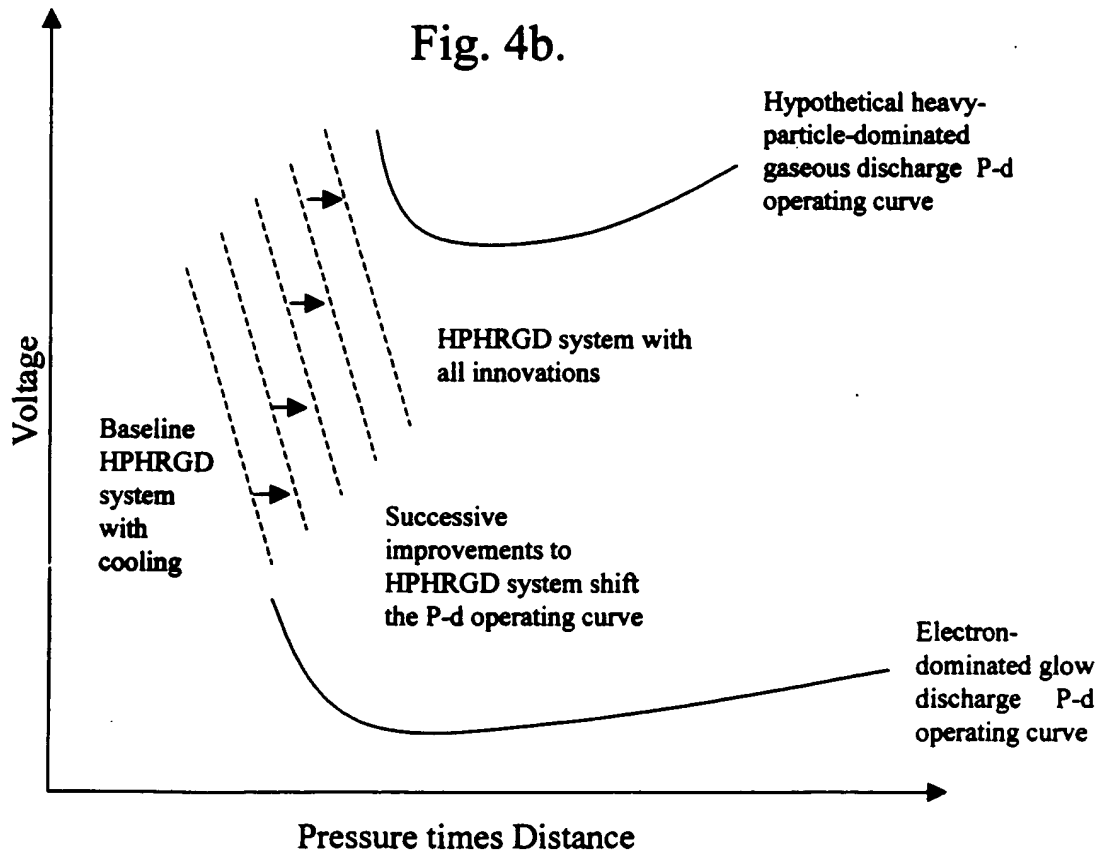 Fig. 4b.
Hypothetical heavy-
particle-dominated
gaseous discharge P-d
operating curve
Voltage
HPHRGD system with
all innovations
Baseline
HPHRGD
system
with
cooling
Successive
improvements to
HPHRGD system shift
the P-d operating curve
Electron-
dominated glow
discharge P-d
operating curve
Pressure times Distance